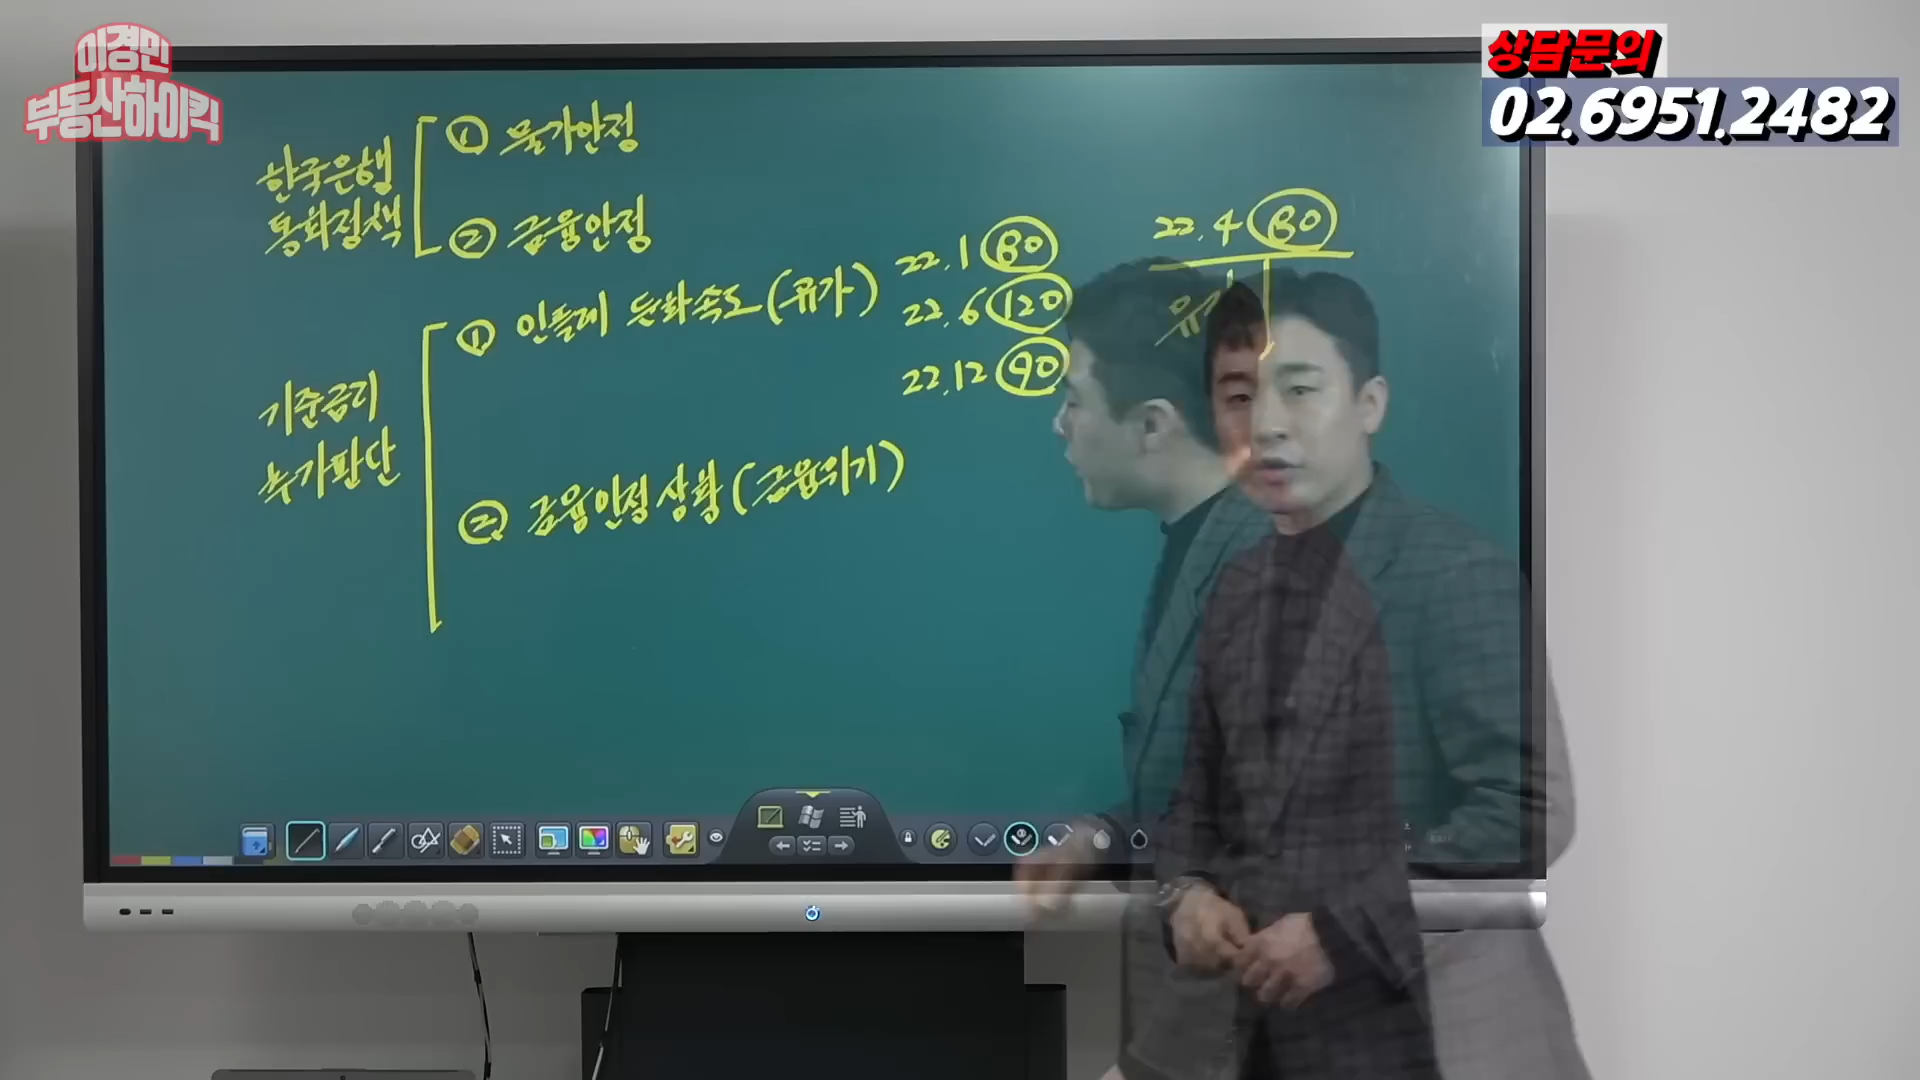 이경민
부동산하이킥
상담문의
02.6951.2482
한국은행
통화정책
① 물가안정
② 금융안정
기준금리
추가판단
① 인플레 둔화속도(유가)
22.1 80
22.6 120
22.12 90
② 금융안정상황(금융위기)
22.4 80
유가